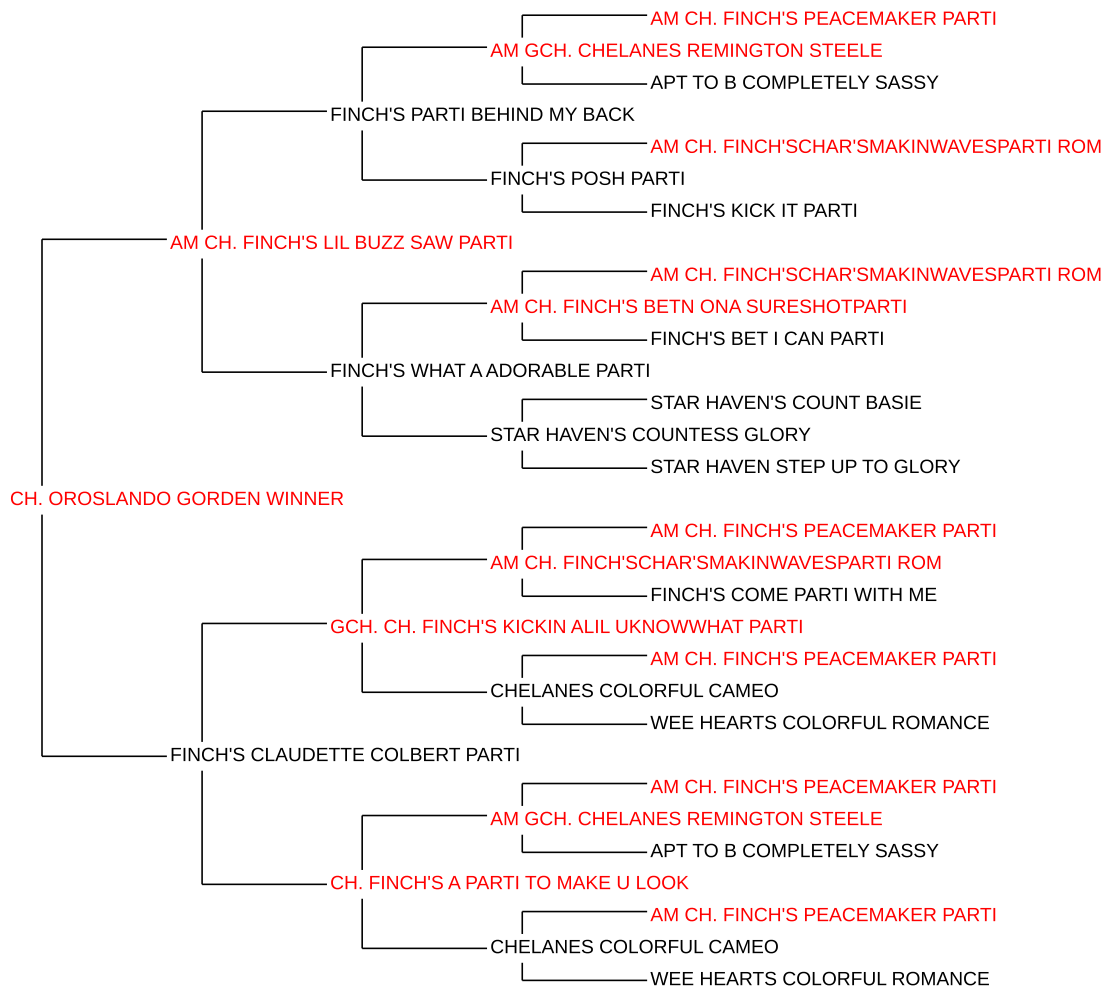 AM CH. FINCH'S PEACEMAKER PARTI
AM GCH. CHELANES REMINGTON STEELE
APT TO B COMPLETELY SASSY
FINCH'S PARTI BEHIND MY BACK
AM CH. FINCH'SCHAR'SMAKINWAVESPARTI ROM
FINCH'S POSH PARTI
FINCH'S KICK IT PARTI
AM CH. FINCH'S LIL BUZZ SAW PARTI
AM CH. FINCH'SCHAR'SMAKINWAVESPARTI ROM
AM CH. FINCH'S BETN ONA SURESHOTPARTI
FINCH'S BET I CAN PARTI
FINCH'S WHAT A ADORABLE PARTI
STAR HAVEN'S COUNT BASIE
STAR HAVEN'S COUNTESS GLORY
STAR HAVEN STEP UP TO GLORY
CH. OROSLANDO GORDEN WINNER
AM CH. FINCH'S PEACEMAKER PARTI
AM CH. FINCH'SCHAR'SMAKINWAVESPARTI ROM
FINCH'S COME PARTI WITH ME
GCH. CH. FINCH'S KICKIN ALIL UKNOWWHAT PARTI
AM CH. FINCH'S PEACEMAKER PARTI
CHELANES COLORFUL CAMEO
WEE HEARTS COLORFUL ROMANCE
FINCH'S CLAUDETTE COLBERT PARTI
AM CH. FINCH'S PEACEMAKER PARTI
AM GCH. CHELANES REMINGTON STEELE
APT TO B COMPLETELY SASSY
CH. FINCH'S A PARTI TO MAKE U LOOK
AM CH. FINCH'S PEACEMAKER PARTI
CHELANES COLORFUL CAMEO
WEE HEARTS COLORFUL ROMANCE